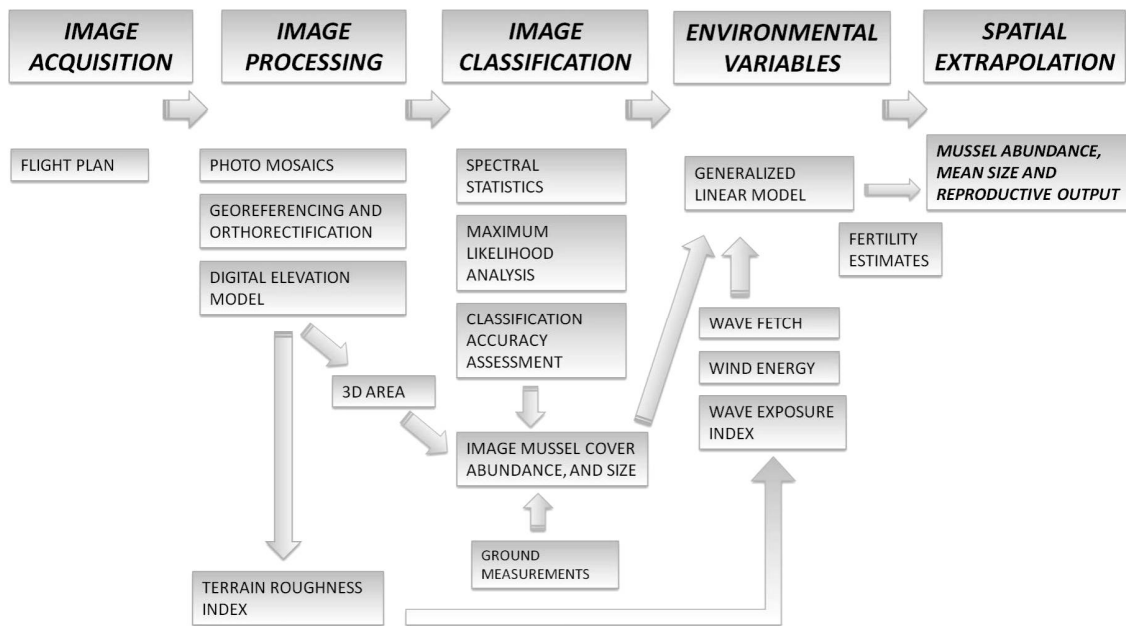 IMAGE
ACQUISITION
IMAGE
PROCESSING
IMAGE
CLASSIFICATION
ENVIRONMENTAL
VARIABLES
SPATIAL
EXTRAPOLATION
FLIGHT PLAN
PHOTO MOSAICS
GEOREFERENCING AND
ORTHORECTIFICATION
DIGITAL ELEVATION
MODEL
3D AREA
TERRAIN ROUGHNESS
INDEX
SPECTRAL
STATISTICS
MAXIMUM
LIKELIHOOD
ANALYSIS
CLASSIFICATION
ACCURACY
ASSESSMENT
IMAGE MUSSEL COVER
ABUNDANCE, AND SIZE
GROUND
MEASUREMENTS
GENERALIZED
LINEAR MODEL
WAVE FETCH
WIND ENERGY
WAVE EXPOSURE
INDEX
MUSSEL ABUNDANCE,
MEAN SIZE AND
REPRODUCTIVE OUTPUT
FERTILITY
ESTIMATES